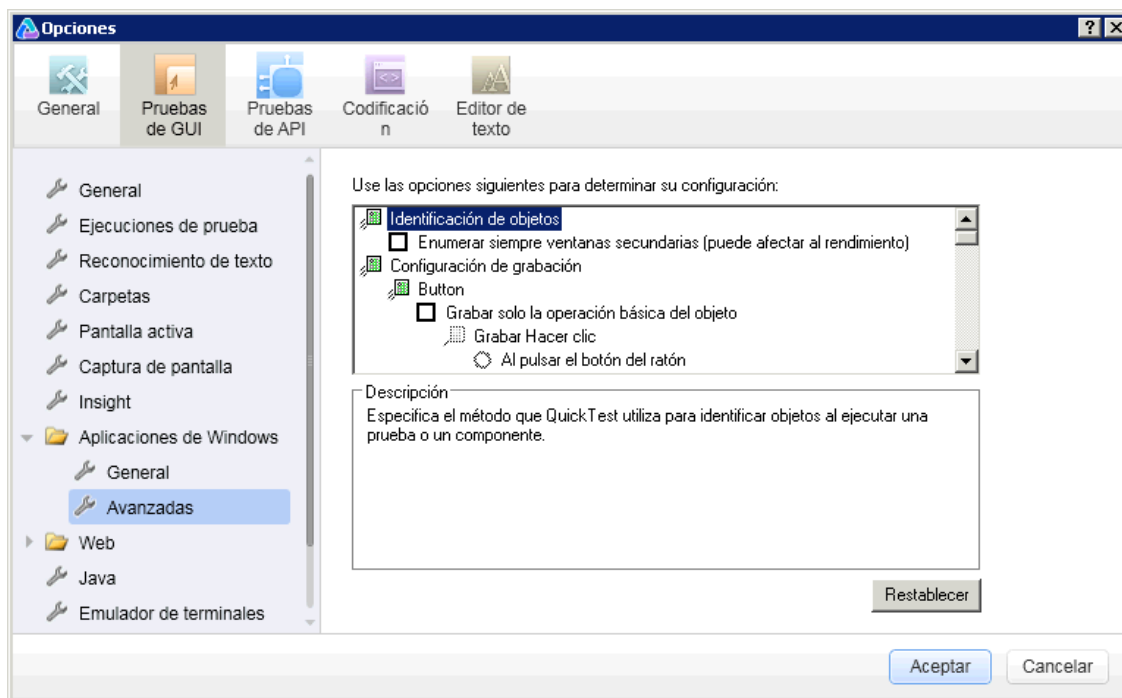 Opciones
General
Pruebas
de GUI
Pruebas
de API
Codificació
n
Editor de
texto
General
Ejecuciones de prueba
Reconocimiento de texto
Carpetas
Pantalla activa
Captura de pantalla
Insight
Aplicaciones de Windows
General
Avanzadas
Web
Java
Emulador de terminales
Use las opciones siguientes para determinar su configuración:
Identificación de objetos
Enumerar siempre ventanas secundarias (puede afectar al rendimiento)
Configuración de grabación
Button
Grabar solo la operación básica del objeto
Grabar Hacer clic
Al pulsar el botón del ratón
Descripción
Especifica el método que QuickTest utiliza para identificar objetos al ejecutar una
prueba o un componente.
Restablecer
Aceptar
Cancelar